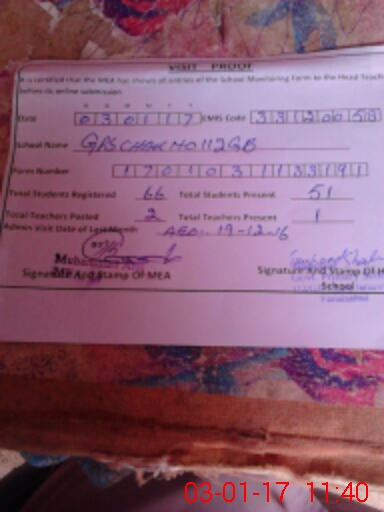 VISIT PROOF
It is certified that the MEA has shown all entries of the School Monitoring Form to the Head Teach
before its online submission
Date 0 3 0 1 1 7 EMIS Code 3 3 1 2 0 0 5 8
School Name GPS CHAK NO 112 GB
Form Number 1 7 0 1 0 3 1 1 3 3 1 9 1
Total Students Registered 66 Total Students Present 51
Total Teachers Posted 2 Total Teachers Present 1
Admin Visit Date of Last Month AEO. 19-12-16
Signature And Stamp Of MEA Signature And Stamp Of H
School
03-01-17 11:40